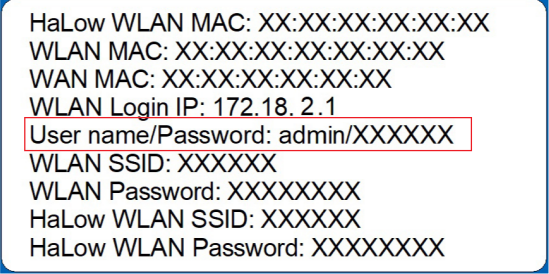 HaLow WLAN MAC: XX:XX:XX:XX:XX:XX
WLAN MAC: XX:XX:XX:XX:XX:XX
WAN MAC: XX:XX:XX:XX:XX:XX
WLAN Login IP: 172.18. 2.1
User name/Password: admin/XXXXXX
WLAN SSID: XXXXXX
WLAN Password: XXXXXXXX
HaLow WLAN SSID: XXXXXX
HaLow WLAN Password: XXXXXXXX